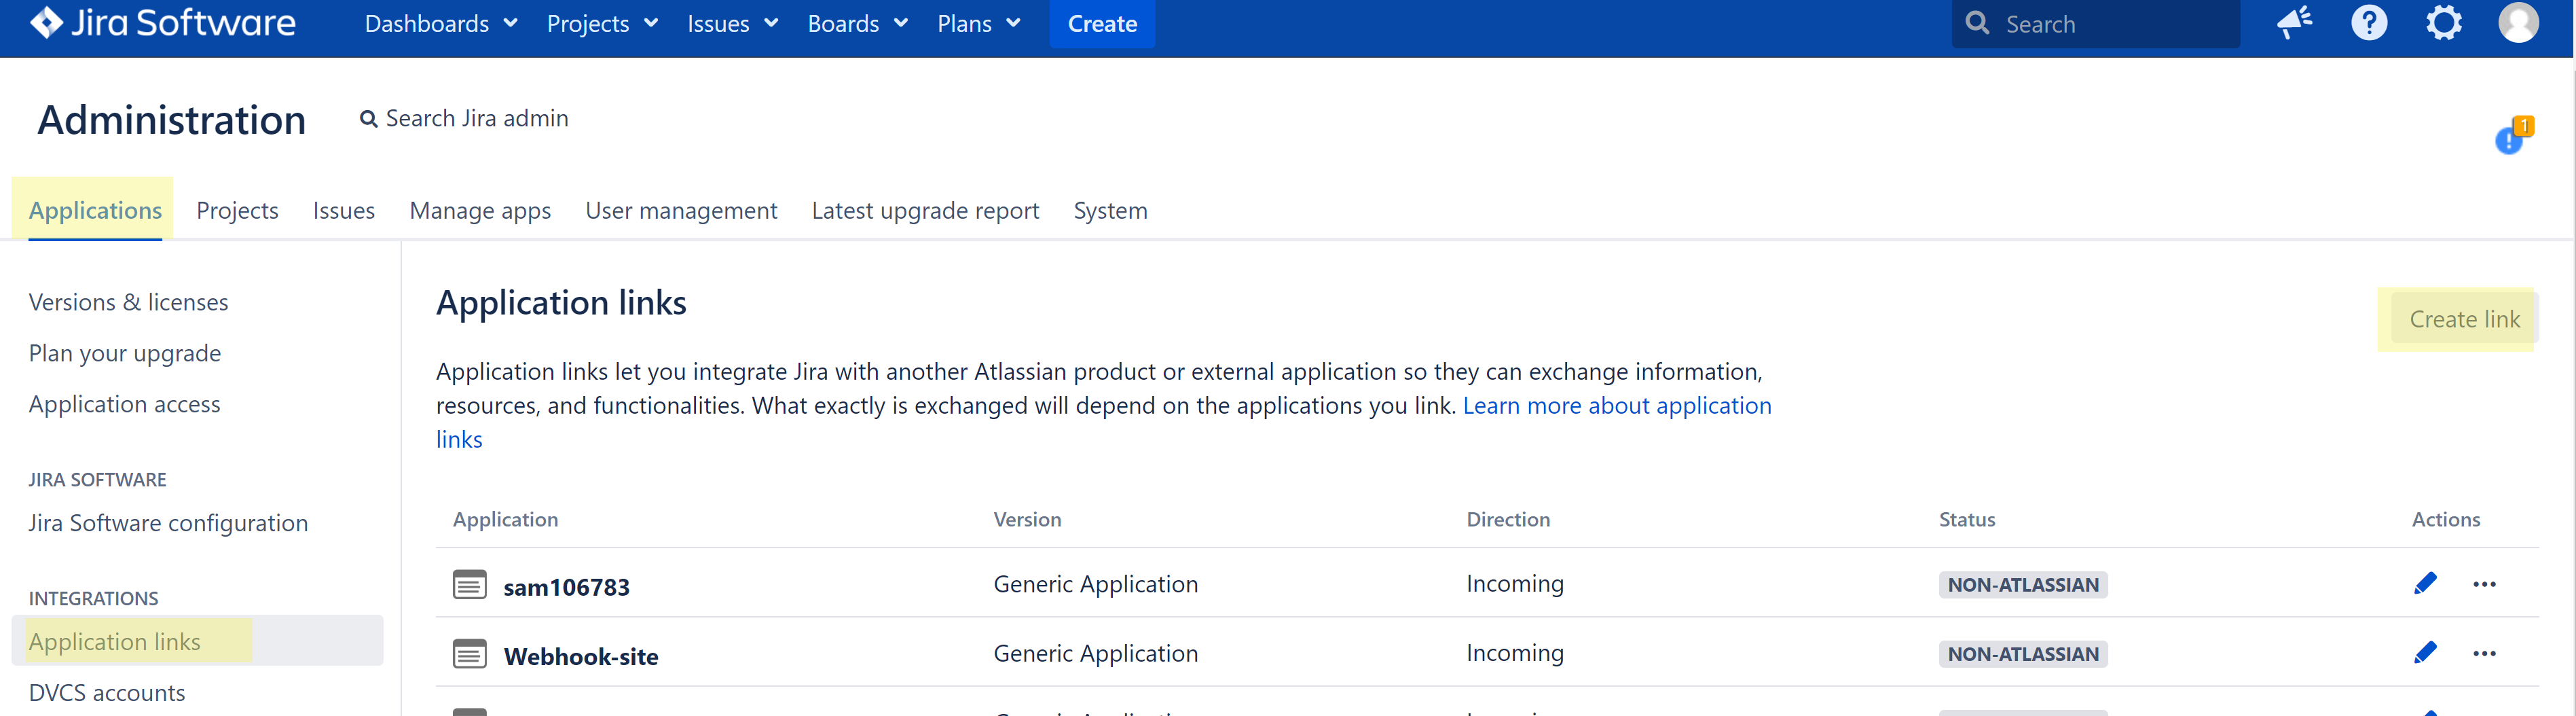 Jira Software Dashboards Projects Issues Boards Plans Create Search
Administration Search Jira admin
1
Applications Projects Issues Manage apps User management Latest upgrade report System
Versions & licenses
Plan your upgrade
Application access
JIRA SOFTWARE
Jira Software configuration
INTEGRATIONS
Application links
DVCS accounts
Application links
Create link
Application links let you integrate Jira with another Atlassian product or external application so they can exchange information,
resources, and functionalities. What exactly is exchanged will depend on the applications you link. Learn more about application
links
Application Version Direction Status Actions
sam106783 Generic Application Incoming NON-ATLASSIAN
Webhook-site Generic Application Incoming NON-ATLASSIAN